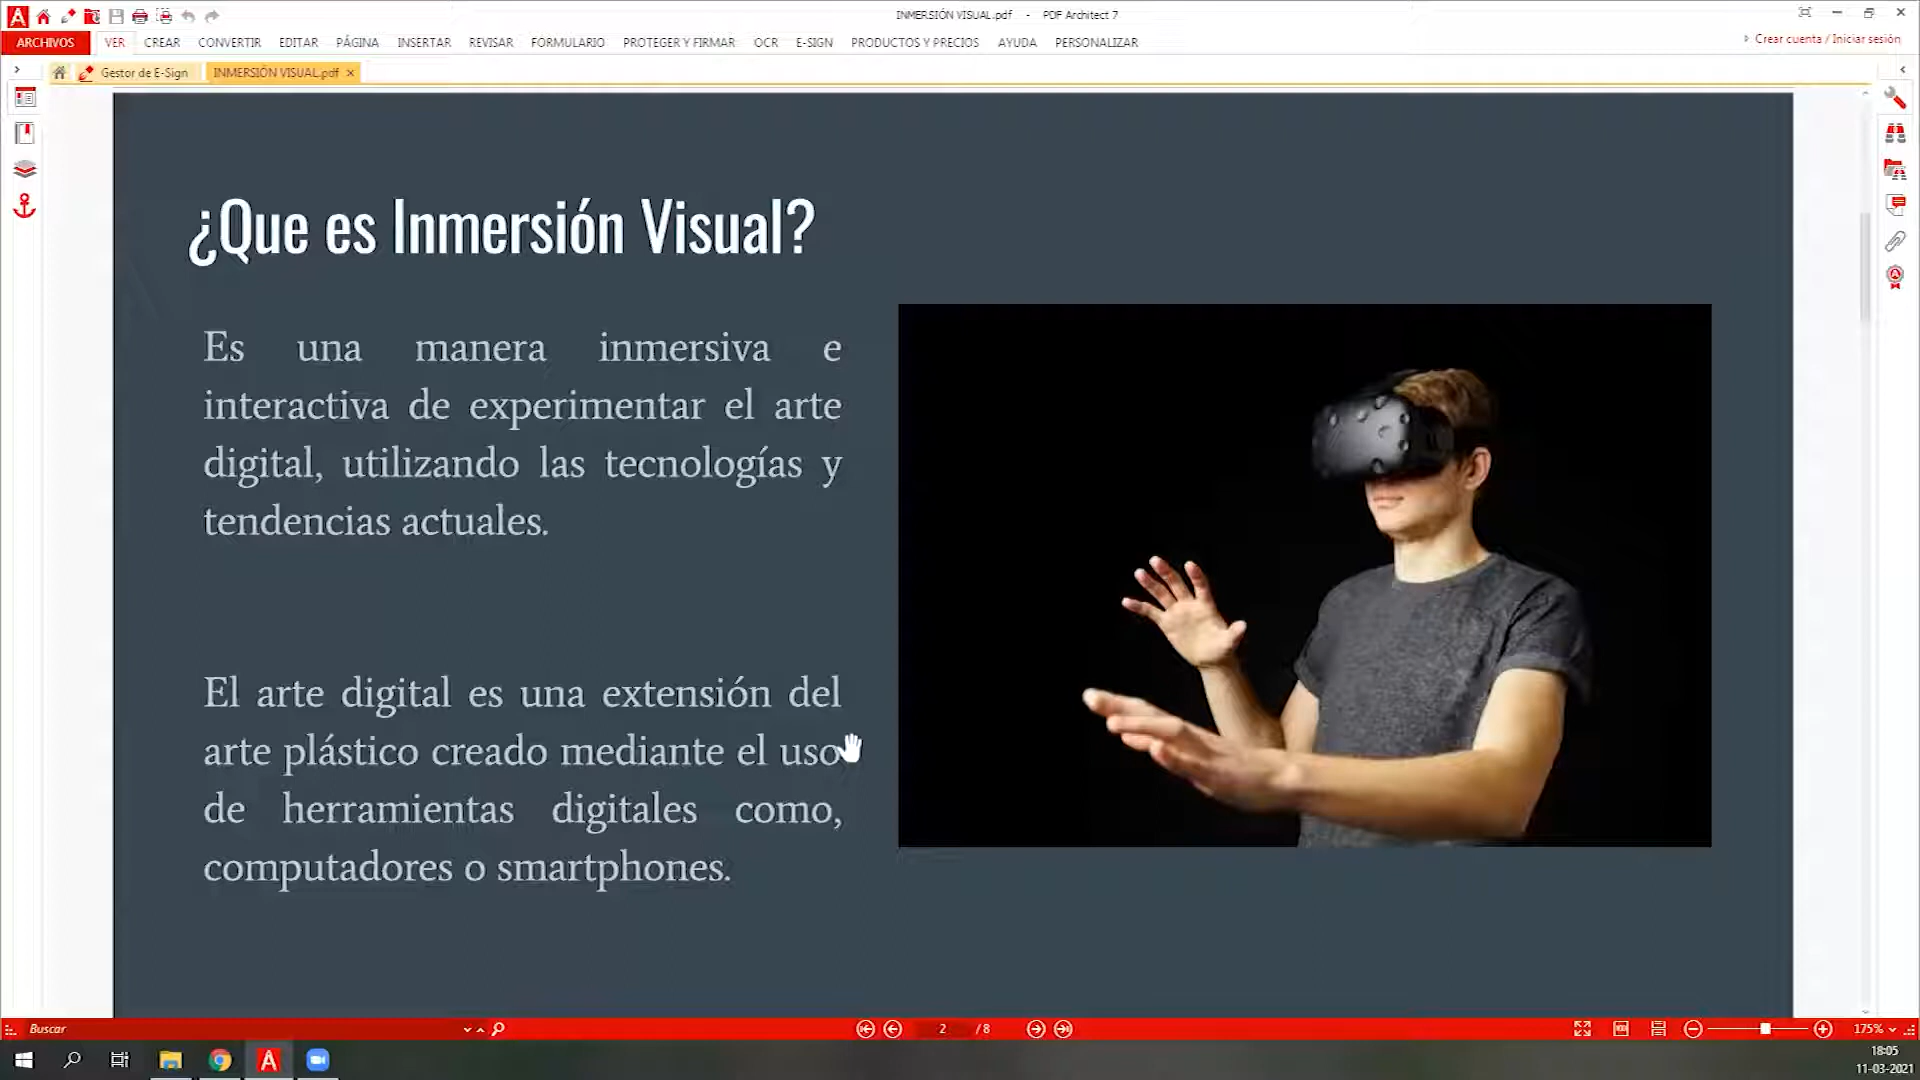 INMERSIÓN VISUAL.pdf - PDF Architect 7
ARCHIVOS VER CREAR CONVERTIR EDITAR PÁGINA INSERTAR REVISAR FORMULARIO PROTEGER Y FIRMAR OCR E-SIGN PRODUCTOS Y PRECIOS AYUDA PERSONALIZAR Crear cuenta / Iniciar sesión
Gestor de E-Sign INMERSIÓN VISUAL.pdf
¿Que es Inmersión Visual?
Es una manera inmersiva e
interactiva de experimentar el arte
digital, utilizando las tecnologías y
tendencias actuales.
El arte digital es una extensión del
arte plástico creado mediante el uso
de herramientas digitales como,
computadores o smartphones.
Buscar 2 / 8 175%
18:05
11-03-2021